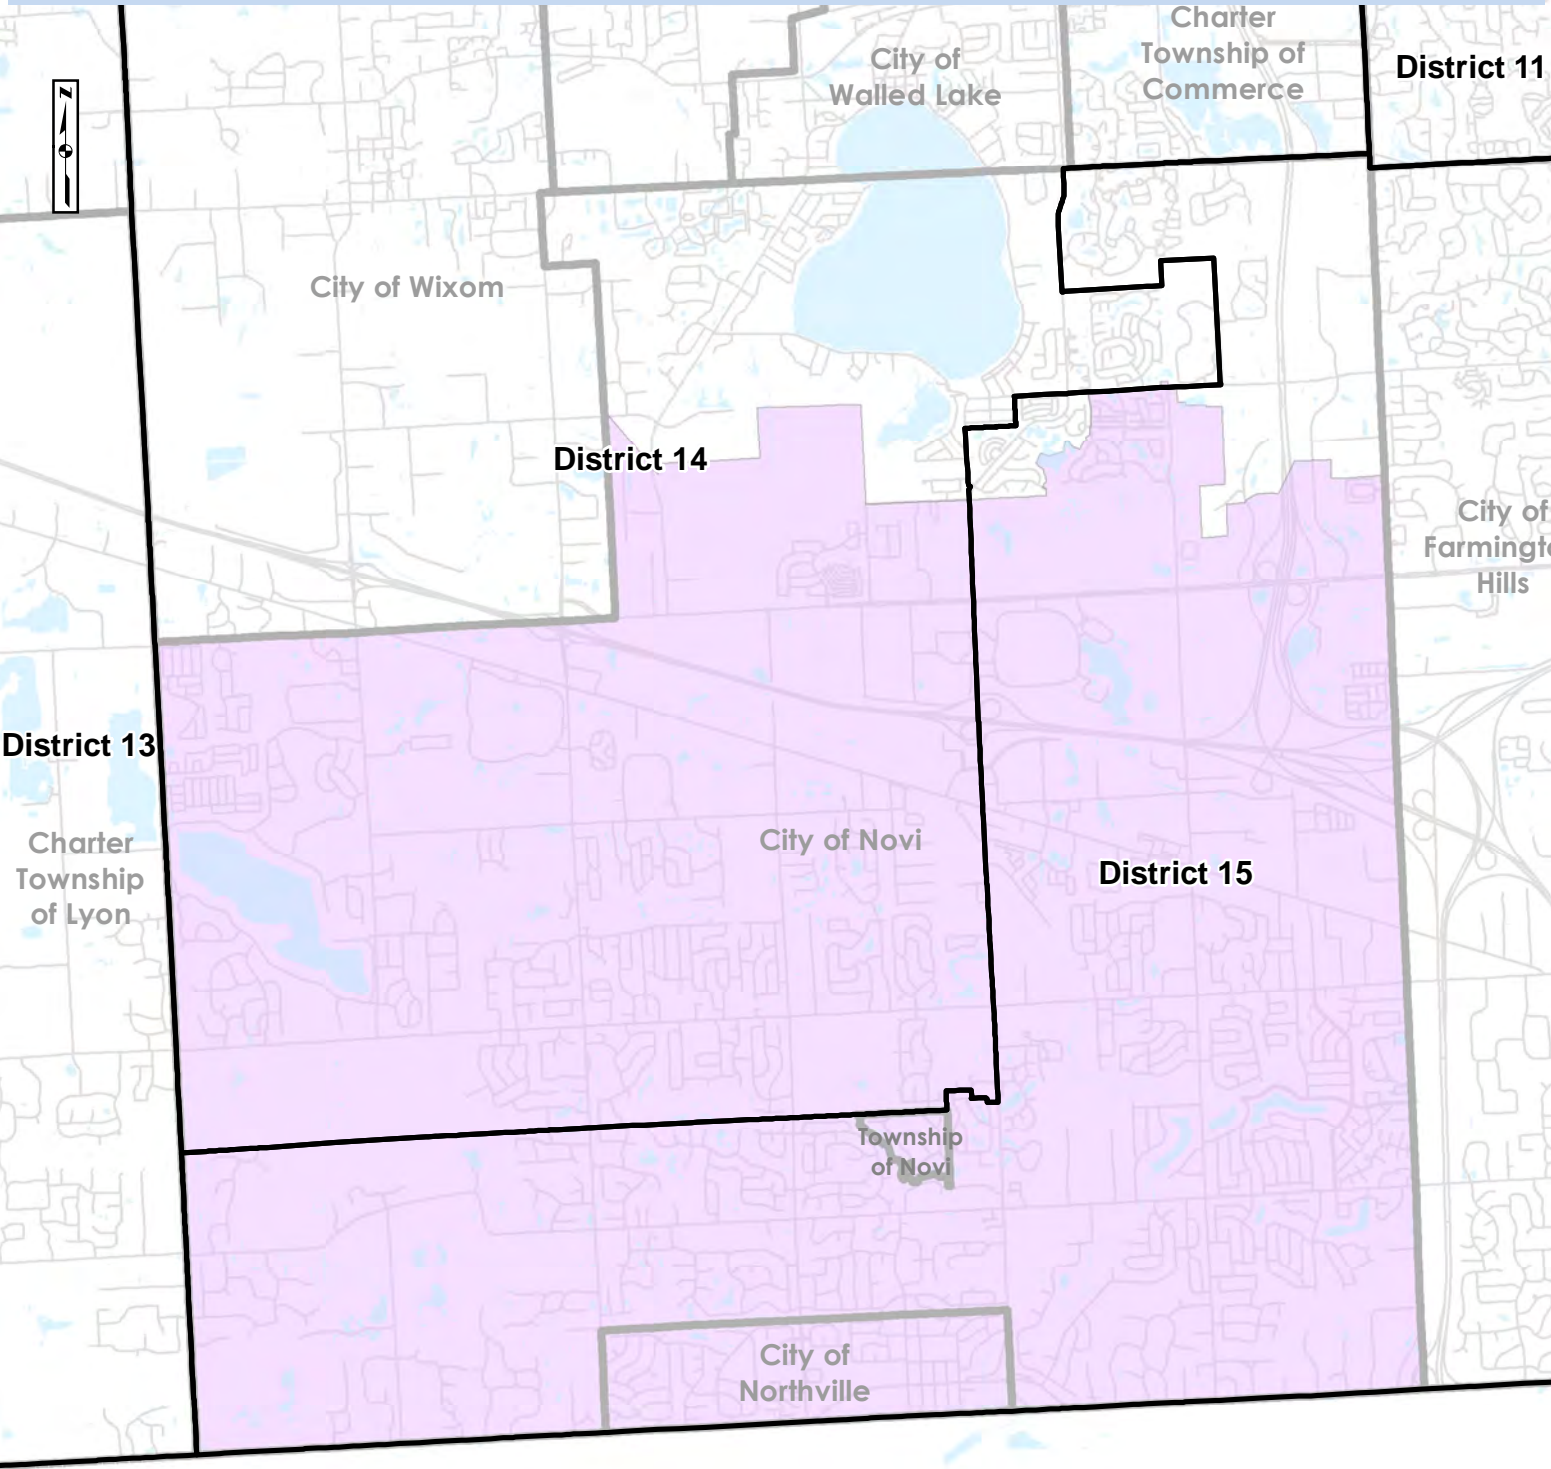 Charter
Township of
Commerce
District 11
City of
Walled Lake
N
City of Wixom
District 14
City of
Farmingt
Hills
District 13
City of Novi
Charter
Township
of Lyon
District 15
Township
of Novi
City of
Northville